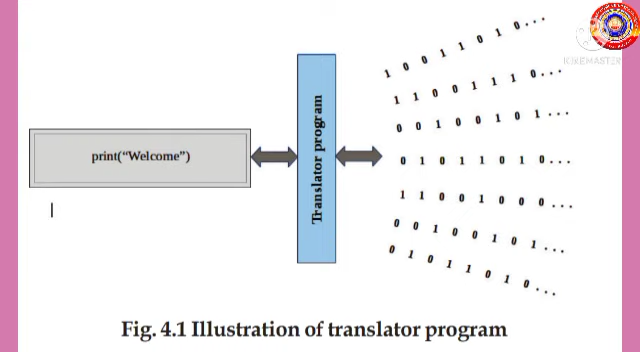 KINEMASTER
1 0 0 1 1 0 1 0...
1 1 0 0 1 1 1 0...
0 0 1 0 0 1 0 1...
print("Welcome")
Translator program
0 1 0 1 1 0 1 0...
1 1 0 0 1 0 0 0...
0 0 1 0 0 1 0 1...
0 1 0 1 1 0 1 0...
Fig. 4.1 Illustration of translator program